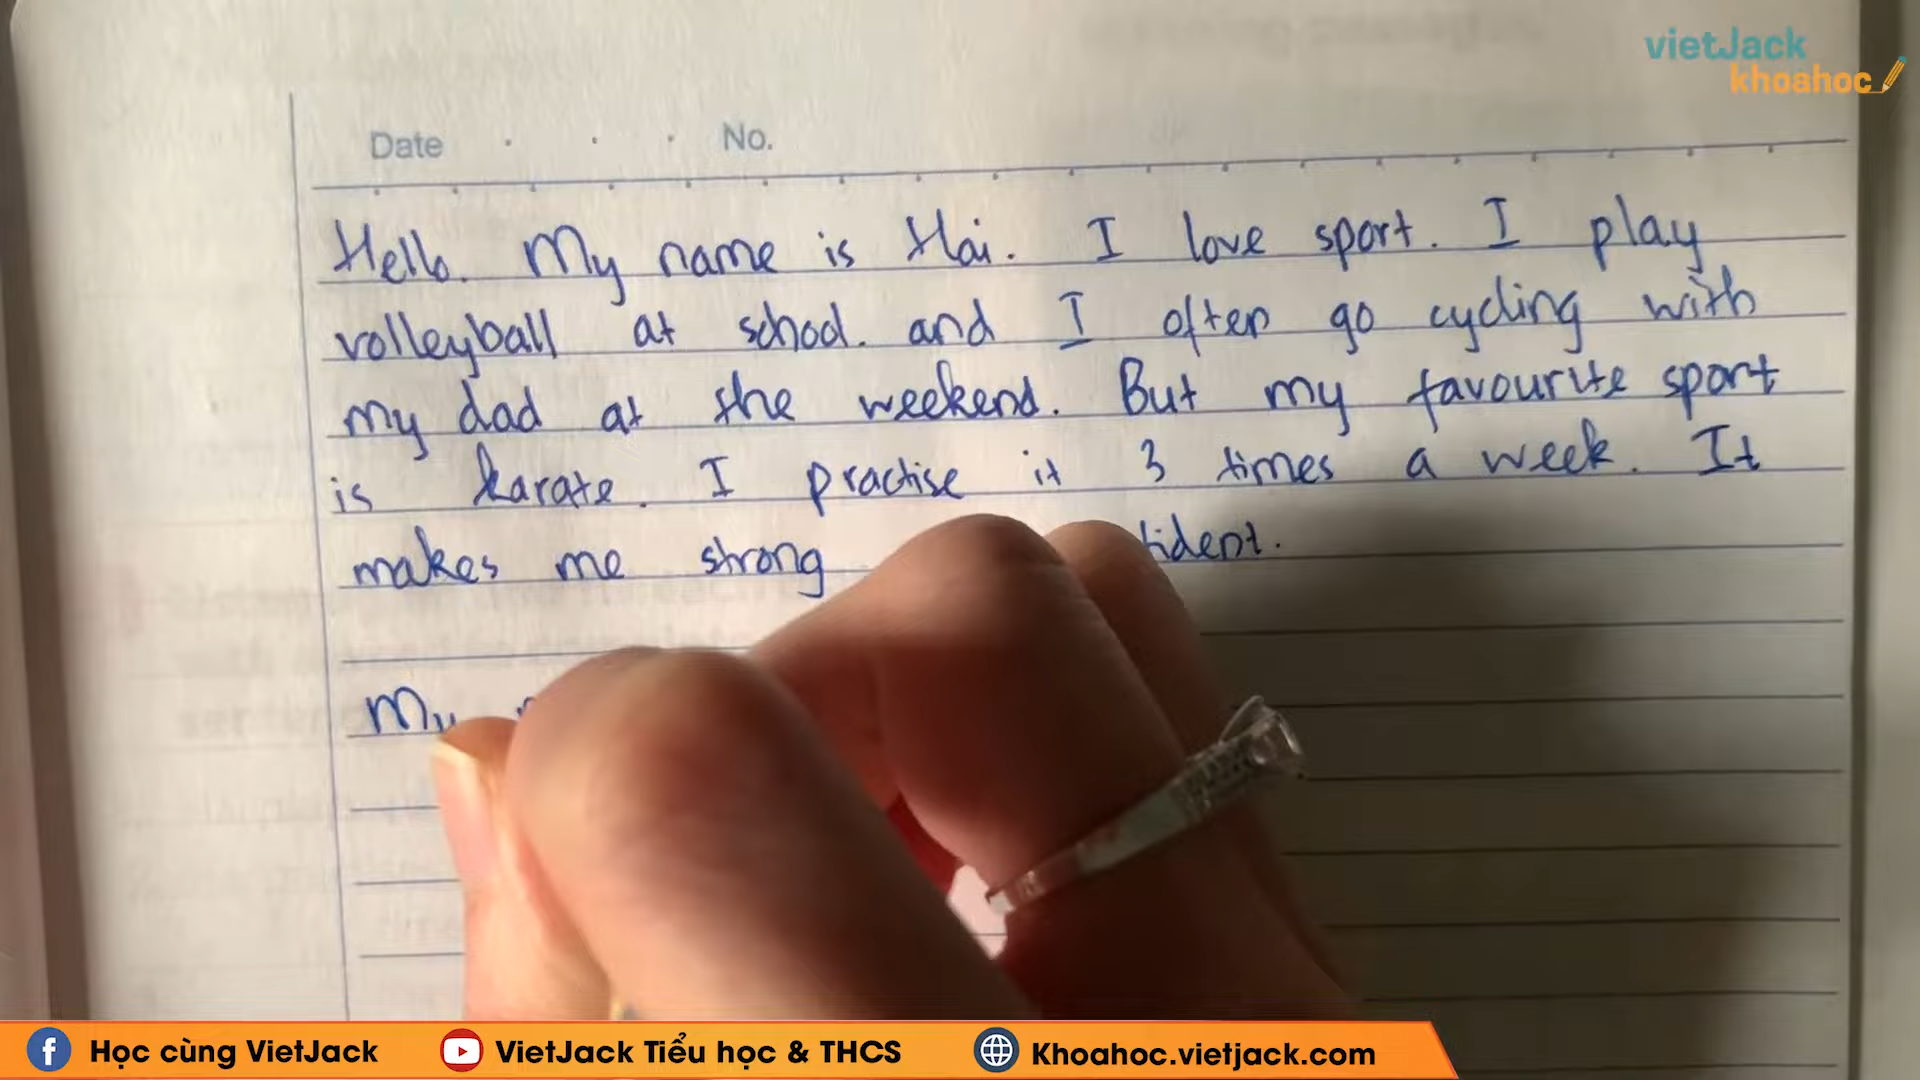 vietJack
khoahoc
Date . . . No.
Hello. My name is Hai. I love sport. I play
volleyball at school. and I often go cycling with
my dad at the weekend. But my favourite sport
is karate. I practise it 3 times a week. It
makes me strong
My
Học cùng VietJack
VietJack Tiểu học & THCS
Khoahoc.vietjack.com